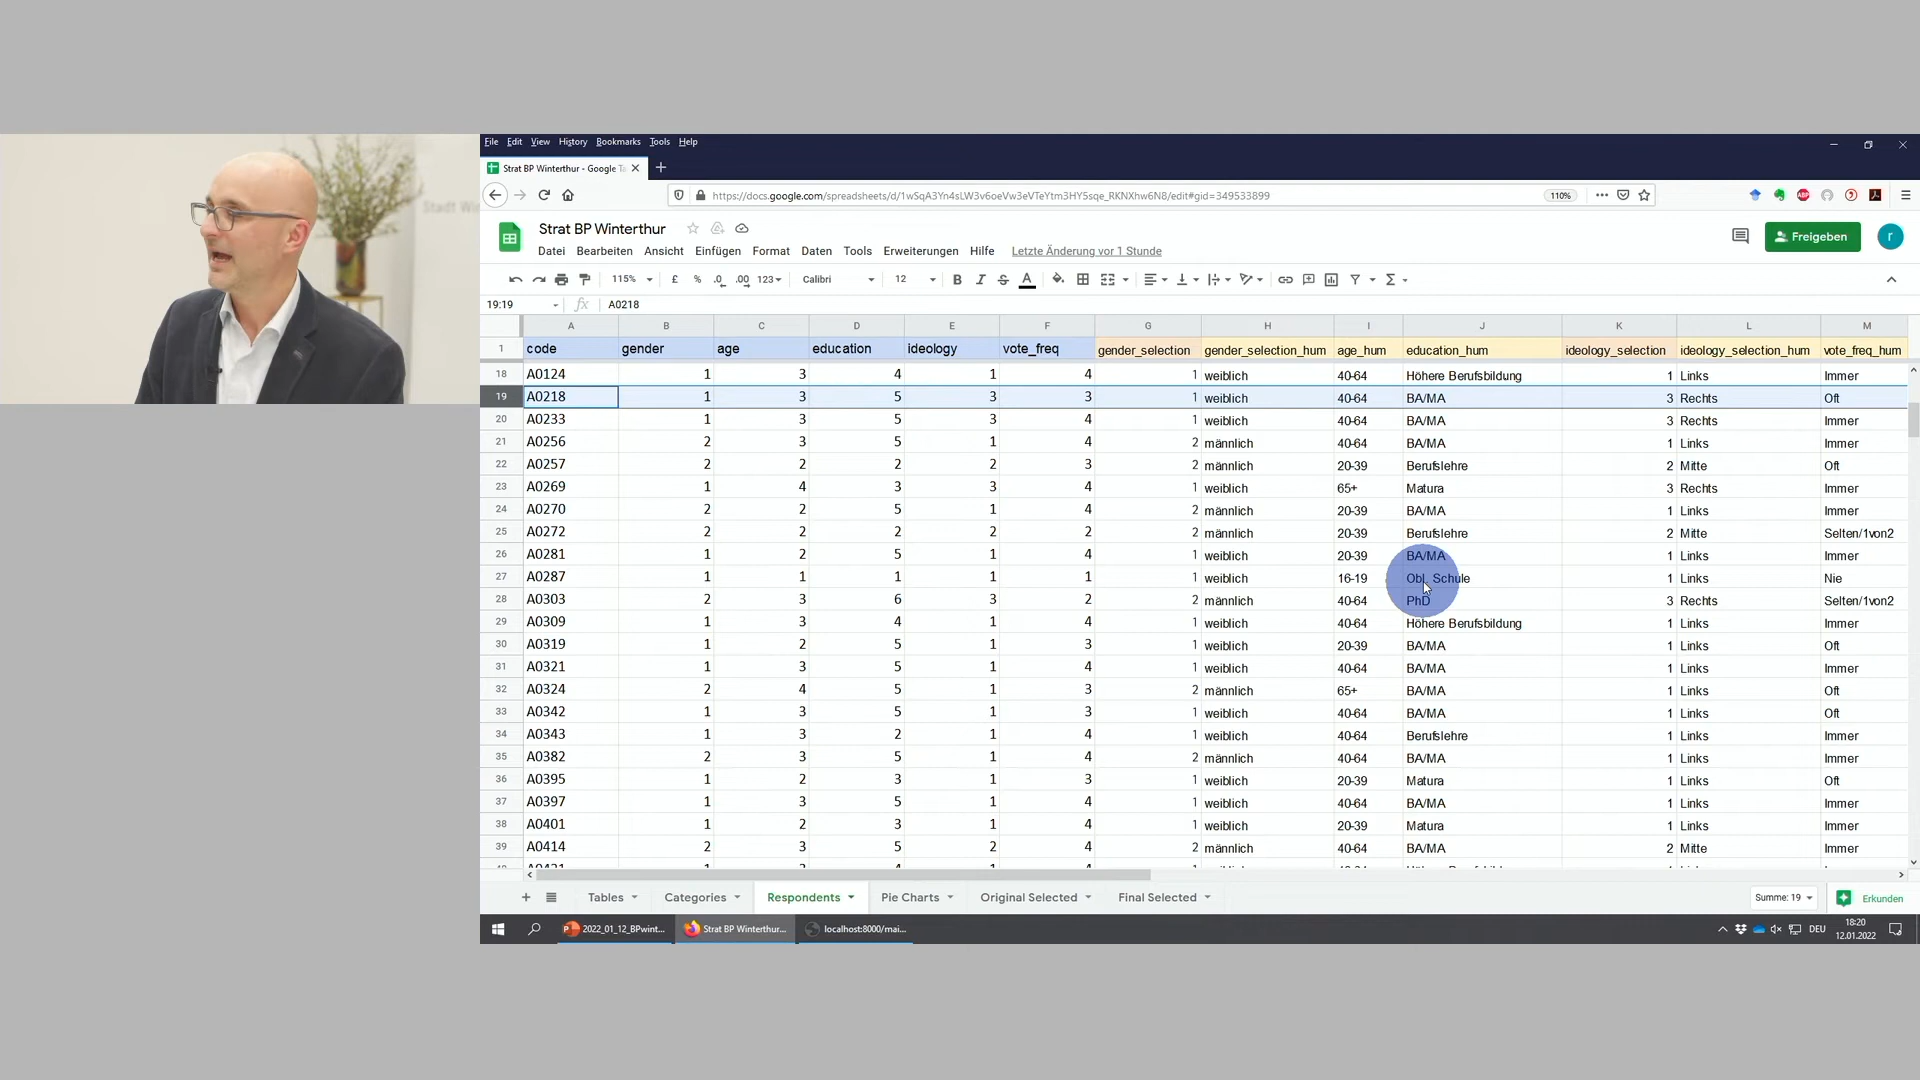 Stadt Wi
File Edit View History Bookmarks Tools Help
Strat BP Winterthur - Google Ta
https://docs.google.com/spreadsheets/d/1wSqA3Yn4sLW3v6oeVw3eVTeYtm3HY5sqe_RKNXhw6N8/edit#gid=349533899 110%
Strat BP Winterthur
Freigeben r
Datei Bearbeiten Ansicht Einfügen Format Daten Tools Erweiterungen Hilfe Letzte Änderung vor 1 Stunde
115% £ % .0 .00 123 Calibri 12 B I S A Σ
19:19 fx A0218
A B C D E F G H I J K L M
1 code gender age education ideology vote_freq gender_selection gender_selection_hum age_hum education_hum ideology_selection ideology_selection_hum vote_freq_hum
18 A0124 1 3 4 1 4 1 weiblich 40-64 Höhere Berufsbildung 1 Links Immer
19 A0218 1 3 5 3 3 1 weiblich 40-64 BA/MA 3 Rechts Oft
20 A0233 1 3 5 3 4 1 weiblich 40-64 BA/MA 3 Rechts Immer
21 A0256 2 3 5 1 4 2 männlich 40-64 BA/MA 1 Links Immer
22 A0257 2 2 2 2 3 2 männlich 20-39 Berufslehre 2 Mitte Oft
23 A0269 1 4 3 3 4 1 weiblich 65+ Matura 3 Rechts Immer
24 A0270 2 2 5 1 4 2 männlich 20-39 BA/MA 1 Links Immer
25 A0272 2 2 2 2 2 2 männlich 20-39 Berufslehre 2 Mitte Selten/1von2
26 A0281 1 2 5 1 4 1 weiblich 20-39 BA/MA 1 Links Immer
27 A0287 1 1 1 1 1 1 weiblich 16-19 Obl. Schule 1 Links Nie
28 A0303 2 3 6 3 2 2 männlich 40-64 PhD 3 Rechts Selten/1von2
29 A0309 1 3 4 1 4 1 weiblich 40-64 Höhere Berufsbildung 1 Links Immer
30 A0319 1 2 5 1 3 1 weiblich 20-39 BA/MA 1 Links Oft
31 A0321 1 3 5 1 4 1 weiblich 40-64 BA/MA 1 Links Immer
32 A0324 2 4 5 1 3 2 männlich 65+ BA/MA 1 Links Oft
33 A0342 1 3 5 1 3 1 weiblich 40-64 BA/MA 1 Links Oft
34 A0343 1 3 2 1 4 1 weiblich 40-64 Berufslehre 1 Links Immer
35 A0382 2 3 5 1 4 2 männlich 40-64 BA/MA 1 Links Immer
36 A0395 1 2 3 1 3 1 weiblich 20-39 Matura 1 Links Oft
37 A0397 1 3 5 1 4 1 weiblich 40-64 BA/MA 1 Links Immer
38 A0401 1 2 3 1 4 1 weiblich 20-39 Matura 1 Links Immer
39 A0414 2 3 5 2 4 2 männlich 40-64 BA/MA 2 Mitte Immer
Tables Categories Respondents Pie Charts Original Selected Final Selected Summe: 19 Erkunden
2022_01_12_BPwint... Strat BP Winterthur... localhost:8000/mai... DEU 18:20
12.01.2022